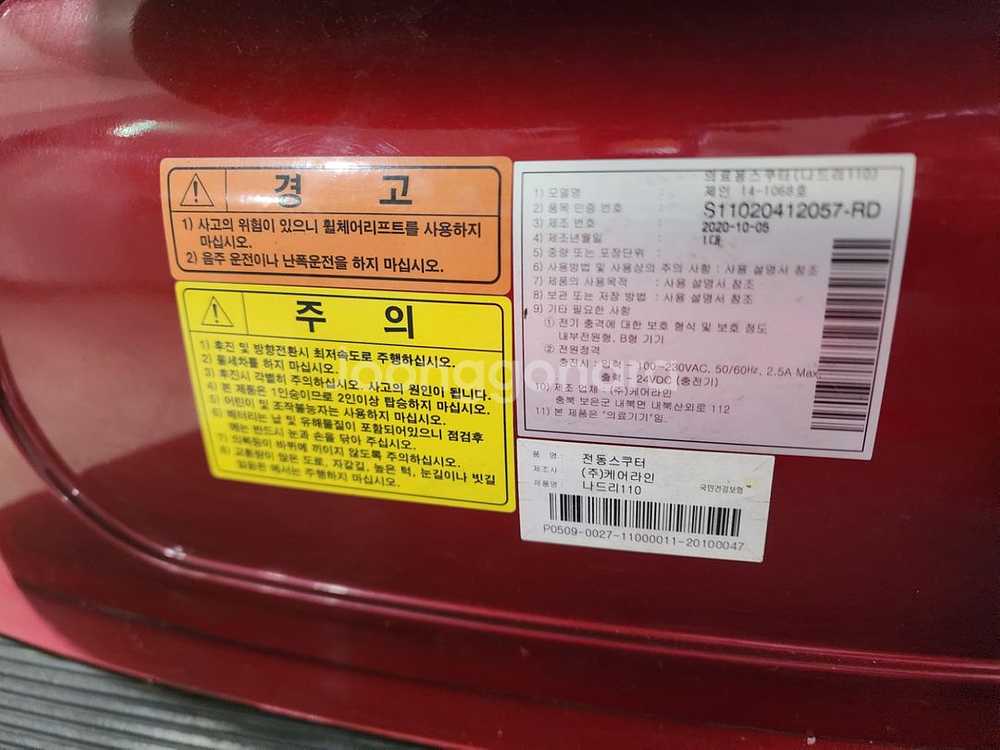 경 고
1) 사고의 위험이 있으니 휠체어리프트를 사용하지
마십시오.
2) 음주 운전이나 난폭운전을 하지 마십시오.
주 의
1) 후진 및 방향전환시 최저속도로 주행하십시오.
2) 물세차를 하지 마십시오.
3) 후진시 각별히 주의하십시오. 사고의 원인이 됩니다.
4) 본 제품은 1인승이므로 2인이상 탑승하지 마십시오.
5) 어린이 및 조작불능자는 사용하지 마십시오.
6) 배터리는 납 및 유해물질이 포함되어있으니 점검후
에는 반드시 눈과 손을 닦아 주십시오.
7) 의복등이 바퀴에 끼이지 않도록 주의하십시오.
8) 교통량이 많은 도로, 자갈길, 높은 턱, 눈길이나 빗길
에서는 주행하지 마십시오.
의료용스쿠터(나드리110)
1) 모델명 :
제인 14-1068호
2) 품목 인증 번호 :
S11020412057-RD
3) 제조 번호 :
2020-10-05
4) 제조년월일 :
1대
5) 중량 또는 포장단위 :
6) 사용방법 및 사용상의 주의 사항 : 사용 설명서 참조
7) 제품의 사용목적 : 사용 설명서 참조
8) 보관 또는 저장 방법 : 사용 설명서 참조
9) 기타 필요한 사항
① 전기 충격에 대한 보호 형식 및 보호 정도
내부전원형, B형 기기
② 전원정격
충전시 : 입력 : 100-230VAC, 50/60Hz, 2.5A Max
출력 : 24VDC (충전기)
10) 제조 업체 : (주)케어라인
충북 보은군 내북면 내북산외로 112
11) 본 제품은 "의료기기"임.
품 명 : 전동스쿠터
제조사 : (주)케어라인
제품명 : 나드리110
국민건강보험
P0509-0027-11000011-20100047
joonggonara